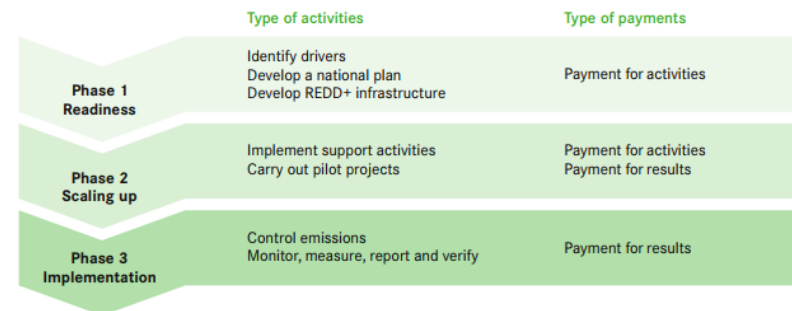 Type of activities
Type of payments
Phase 1
Readiness
Identify drivers
Develop a national plan
Develop REDD+ infrastructure
Payment for activities
Phase 2
Scaling up
Implement support activities
Carry out pilot projects
Payment for activities
Payment for results
Phase 3
Implementation
Control emissions
Monitor, measure, report and verify
Payment for results